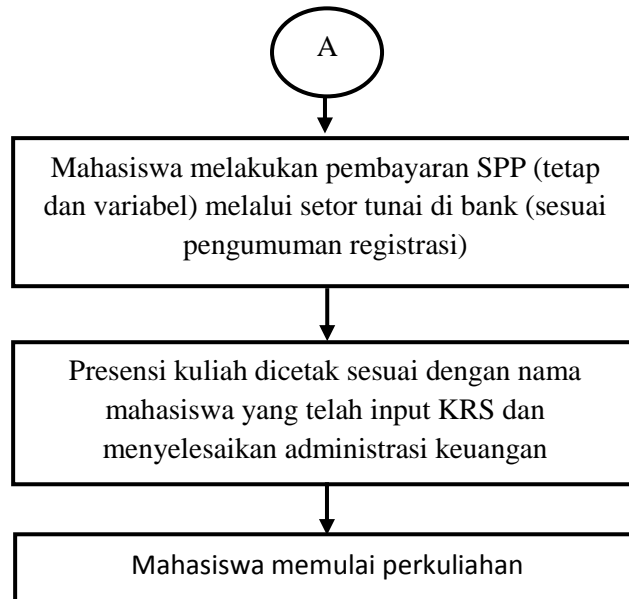 A
Mahasiswa melakukan pembayaran SPP (tetap
dan variabel) melalui setor tunai di bank (sesuai
pengumuman registrasi)
Presensi kuliah dicetak sesuai dengan nama
mahasiswa yang telah input KRS dan
menyelesaikan administrasi keuangan
Mahasiswa memulai perkuliahan